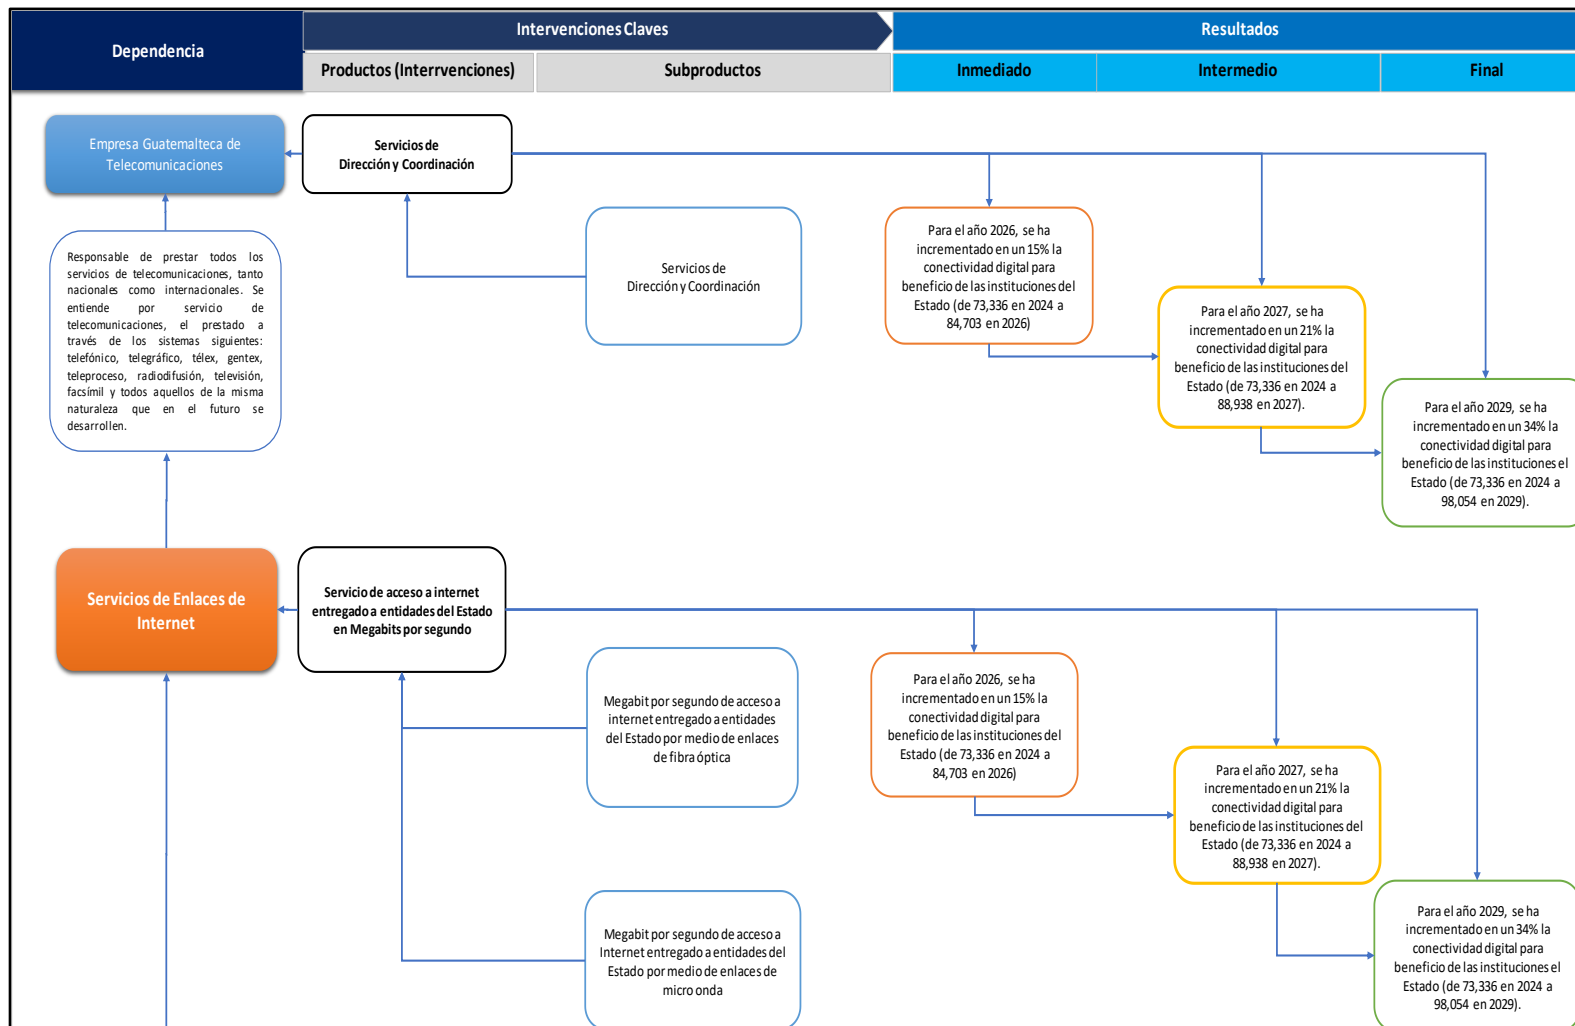 Dependencia
Intervenciones Claves
Resultados
Productos (Interrvenciones)
Subproductos
Inmediado
Intermedio
Final
Empresa Guatemalteca de
Telecomunicaciones
Servicios de
Dirección y Coordinación
Responsable de prestar todos los
servicios de telecomunicaciones, tanto
nacionales como internacionales. Se
entiende por servicio de
telecomunicaciones, el prestado a
través de los sistemas siguientes:
telefónico, telegráfico, télex, gentex,
teleproceso, radiodifusión, televisión,
facsímil y todos aquellos de la misma
naturaleza que en el futuro se
desarrollen.
Servicios de
Dirección y Coordinación
Para el año 2026, se ha
incrementado en un 15% la
conectividad digital para
beneficio de las instituciones del
Estado (de 73,336 en 2024 a
84,703 en 2026)
Para el año 2027, se ha
incrementado en un 21% la
conectividad digital para
beneficio de las instituciones del
Estado (de 73,336 en 2024 a
88,938 en 2027).
Para el año 2029, se ha
incrementado en un 34% la
conectividad digital para
beneficio de las instituciones el
Estado (de 73,336 en 2024 a
98,054 en 2029).
Servicios de Enlaces de
Internet
Servicio de acceso a internet
entregado a entidades del Estado
en Megabits por segundo
Megabit por segundo de acceso a
internet entregado a entidades
del Estado por medio de enlaces
de fibra óptica
Megabit por segundo de acceso a
Internet entregado a entidades del
Estado por medio de enlaces de
micro onda
Para el año 2026, se ha
incrementado en un 15% la
conectividad digital para
beneficio de las instituciones del
Estado (de 73,336 en 2024 a
84,703 en 2026)
Para el año 2027, se ha
incrementado en un 21% la
conectividad digital para
beneficio de las instituciones del
Estado (de 73,336 en 2024 a
88,938 en 2027).
Para el año 2029, se ha
incrementado en un 34% la
conectividad digital para
beneficio de las instituciones el
Estado (de 73,336 en 2024 a
98,054 en 2029).